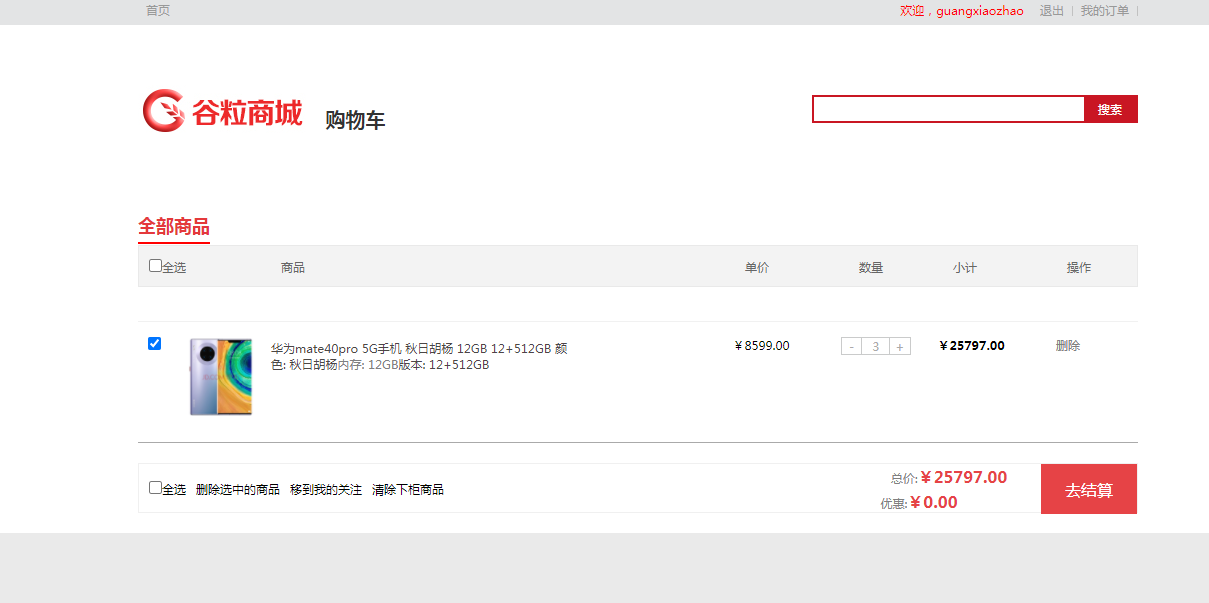 首页 欢迎，guangxiaozhao 退出 我的订单
谷粒商城 购物车 搜索
全部商品
全选 商品 单价 数量 小计 操作
华为mate40pro 5G手机 秋日胡杨 12GB 12+512GB 颜 ￥8599.00 - 3 + ￥25797.00 删除
色: 秋日胡杨内存: 12GB版本: 12+512GB
全选 删除选中的商品 移到我的关注 清除下柜商品 总价: ￥25797.00 去结算
优惠: ￥0.00